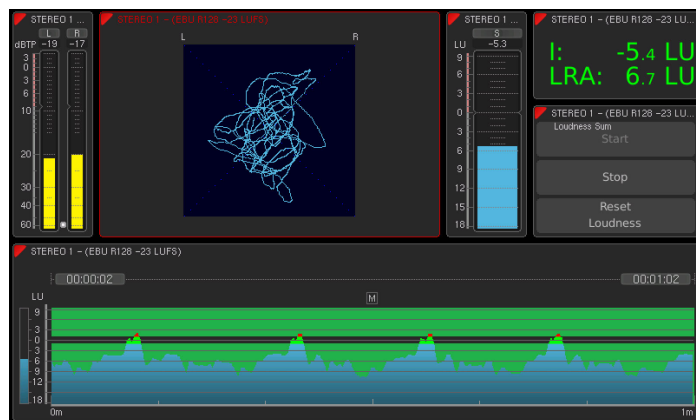 STEREO 1 ...
L R
dBTP -19 -17
3
0
3
6
10
20
30
40
60
STEREO 1 - (EBU R128 -23 LUFS)
L R
STEREO 1 ...
S
LU -5.3
9
6
3
0
3
6
9
12
15
18
STEREO 1 - (EBU R128 -23 LU...
I: -5.4 LU
LRA: 6.7 LU
STEREO 1 - (EBU R128 -23 LU...
Loudness Sum
Start
Stop
Reset
Loudness
STEREO 1 - (EBU R128 -23 LUFS)
00:00:02 00:01:02
LU M
9
3
0
3
6
9
12
18
0m 1m